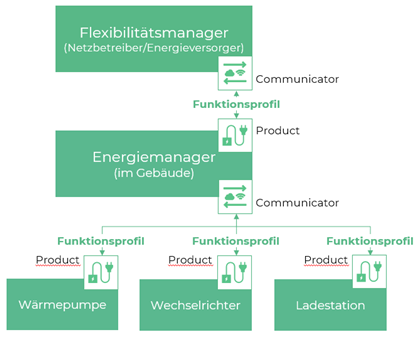 Flexibilitätsmanager
(Netzbetreiber/Energieversorger)
Communicator
Funktionsprofil
Product
Energiemanager
(im Gebäude)
Communicator
Funktionsprofil Funktionsprofil Funktionsprofil
Product Product Product
Wärmepumpe Wechselrichter Ladestation